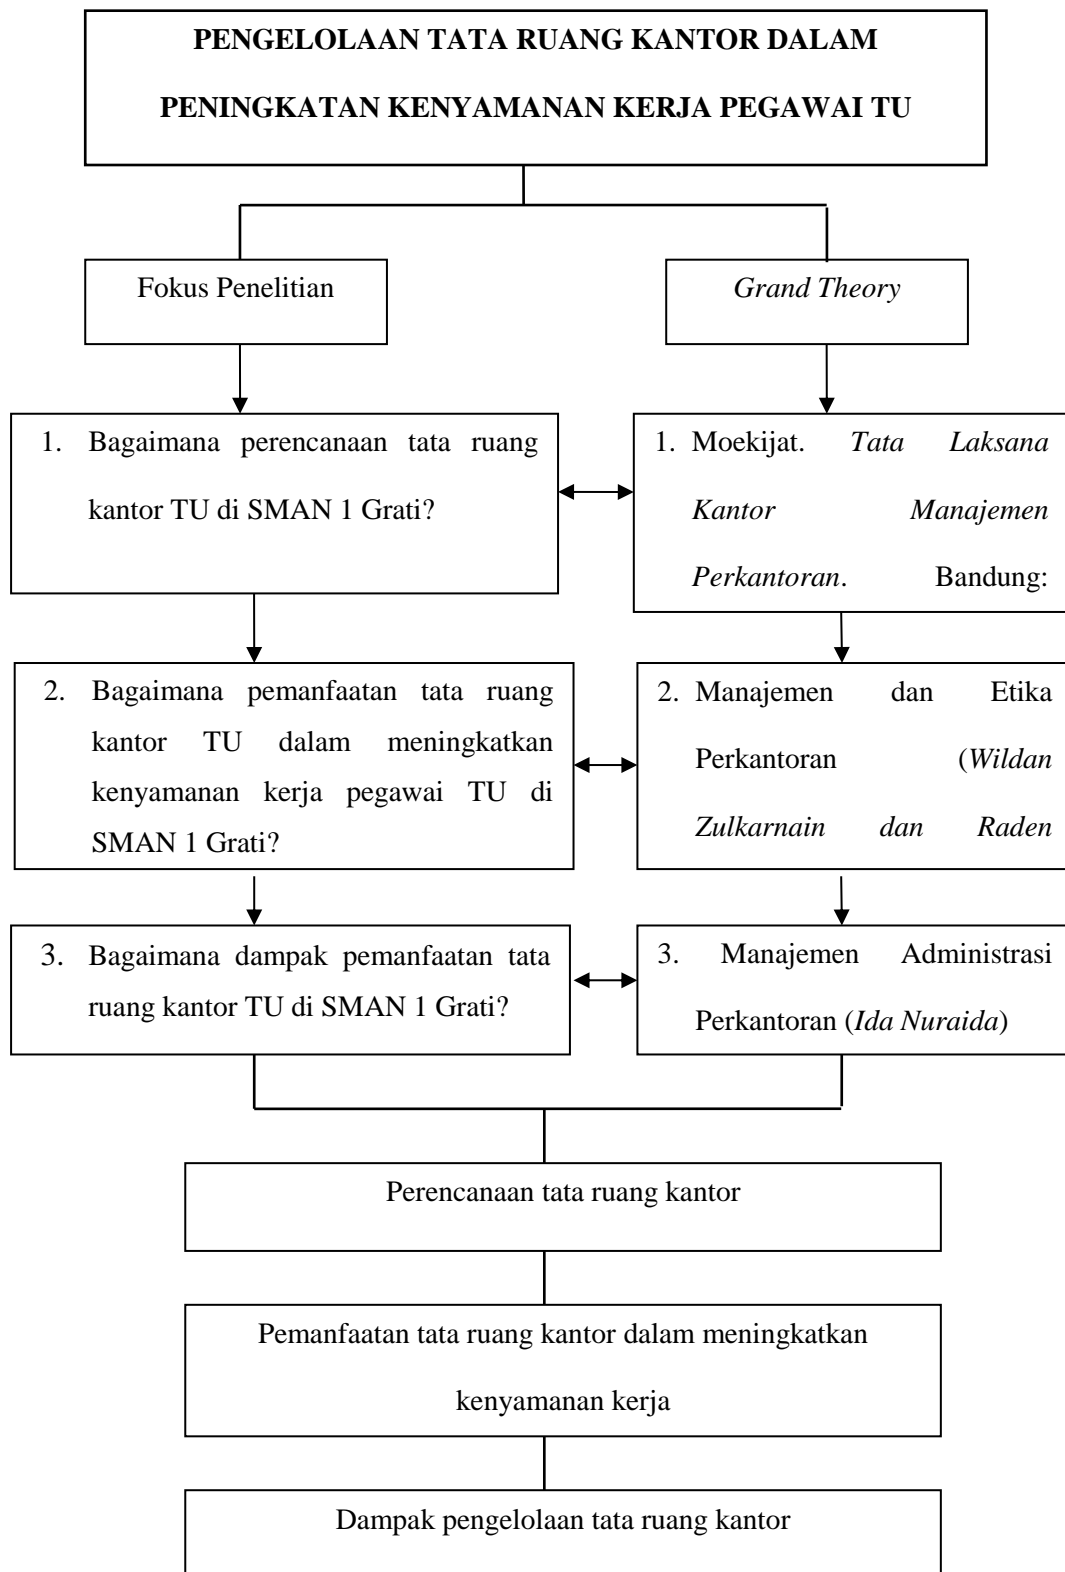 PENGELOLAAN TATA RUANG KANTOR DALAM
PENINGKATAN KENYAMANAN KERJA PEGAWAI TU
Fokus Penelitian
Grand Theory
1. Bagaimana perencanaan tata ruang
kantor TU di SMAN 1 Grati?
1. Moekijat. Tata Laksana
Kantor Manajemen
Perkantoran. Bandung:
2. Bagaimana pemanfaatan tata ruang
kantor TU dalam meningkatkan
kenyamanan kerja pegawai TU di
SMAN 1 Grati?
2. Manajemen dan Etika
Perkantoran (Wildan
Zulkarnain dan Raden
3. Bagaimana dampak pemanfaatan tata
ruang kantor TU di SMAN 1 Grati?
3. Manajemen Administrasi
Perkantoran (Ida Nuraida)
Perencanaan tata ruang kantor
Pemanfaatan tata ruang kantor dalam meningkatkan
kenyamanan kerja
Dampak pengelolaan tata ruang kantor